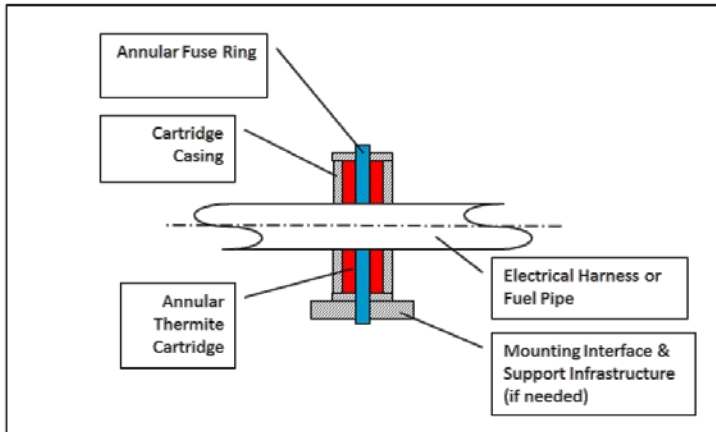 Annular Fuse Ring
Cartridge
Casing
Annular
Thermite
Cartridge
Electrical Harness or
Fuel Pipe
Mounting Interface &
Support Infrastructure
(if needed)